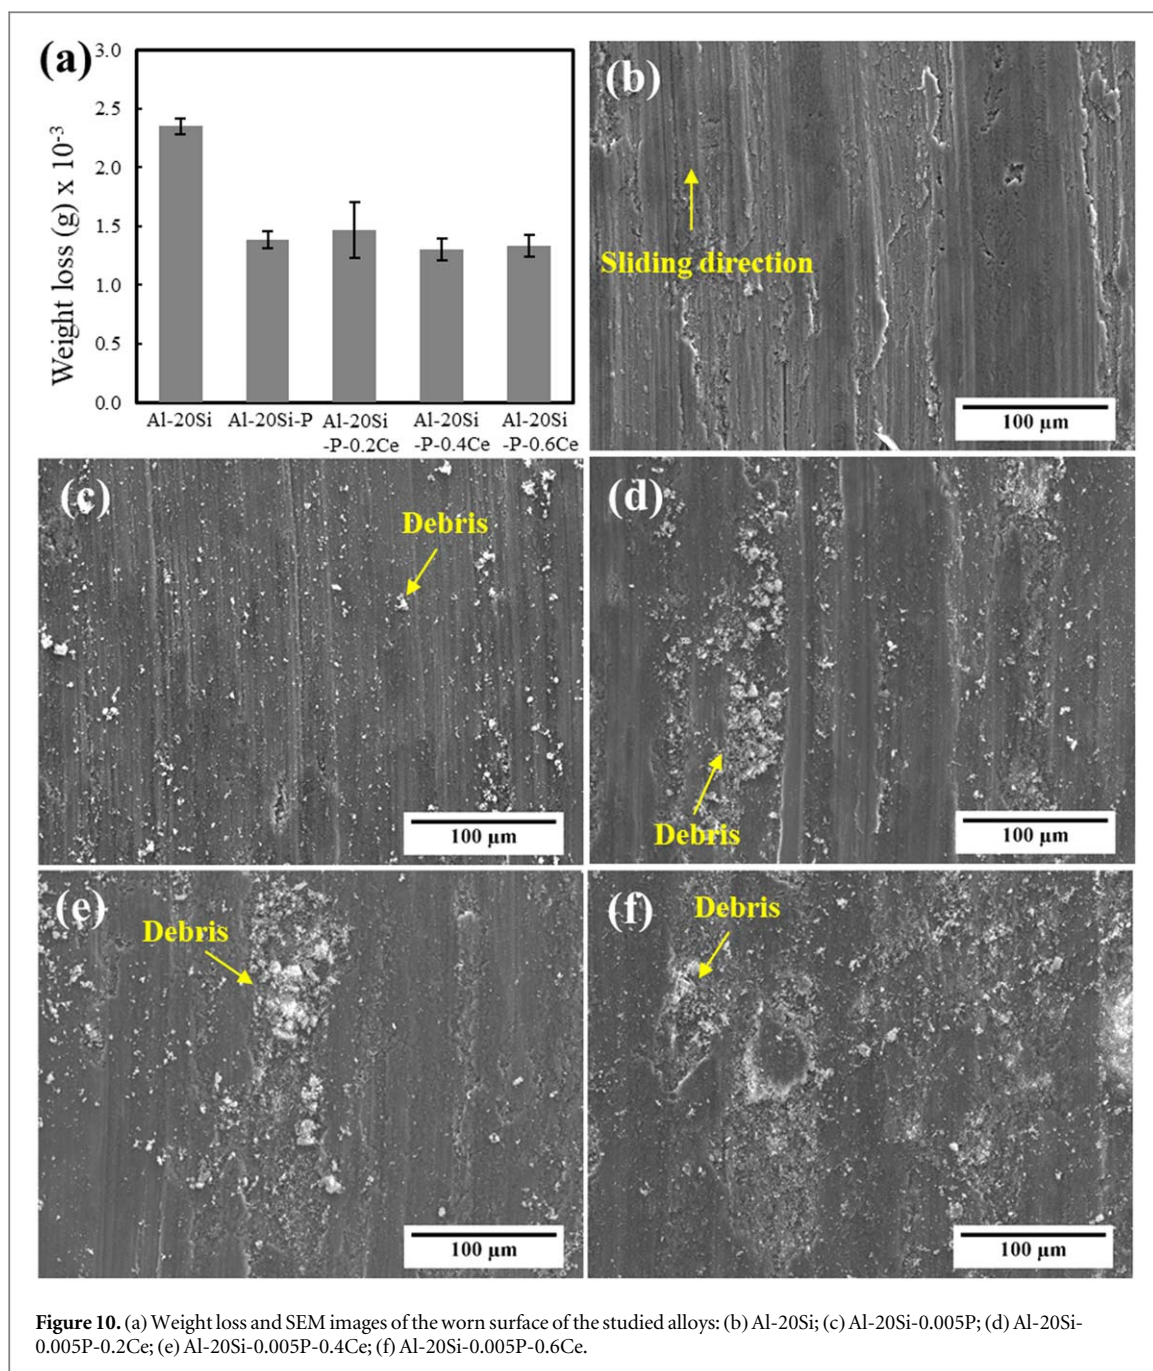 (a)
3.0
2.5
2.0
1.5
1.0
0.5
0.0
Weight loss (g) x 10⁻³
Al-20Si
Al-20Si-P
Al-20Si
-P-0.2Ce
Al-20Si
-P-0.4Ce
Al-20Si
-P-0.6Ce
(b)
Sliding direction
100 µm
(c)
Debris
100 µm
(d)
Debris
100 µm
(e)
Debris
100 µm
(f)
Debris
100 µm
Figure 10. (a) Weight loss and SEM images of the worn surface of the studied alloys: (b) Al-20Si; (c) Al-20Si-0.005P; (d) Al-20Si-
0.005P-0.2Ce; (e) Al-20Si-0.005P-0.4Ce; (f) Al-20Si-0.005P-0.6Ce.